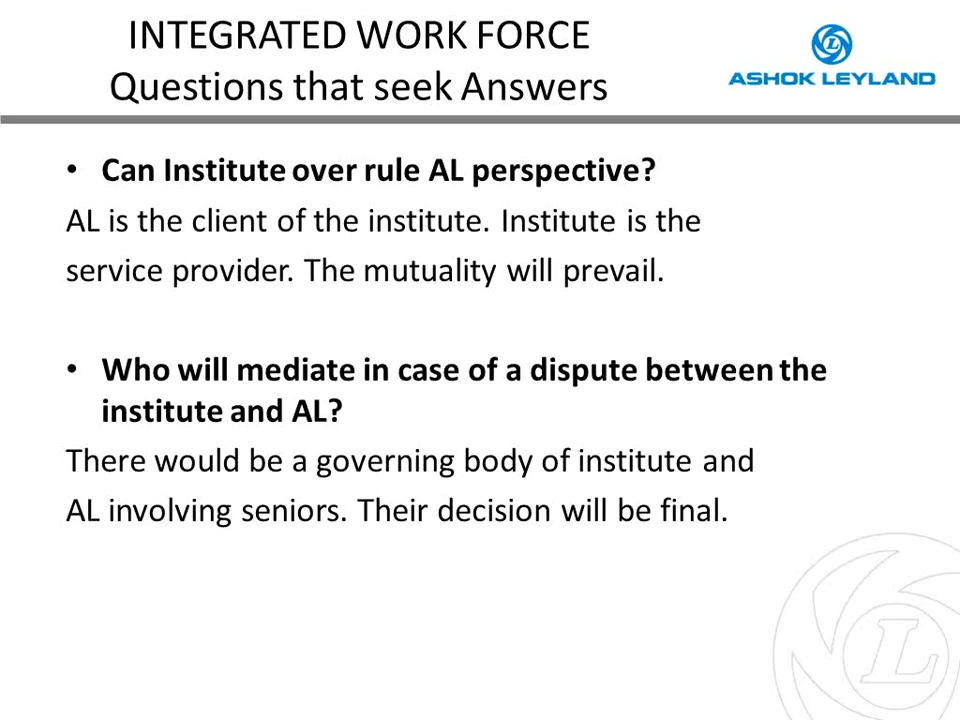 INTEGRATED WORK FORCE
Questions that seek Answers
L
ASHOK LEYLAND
• Can Institute over rule AL perspective?
AL is the client of the institute. Institute is the
service provider. The mutuality will prevail.
• Who will mediate in case of a dispute between the
institute and AL?
There would be a governing body of institute and
AL involving seniors. Their decision will be final.
L